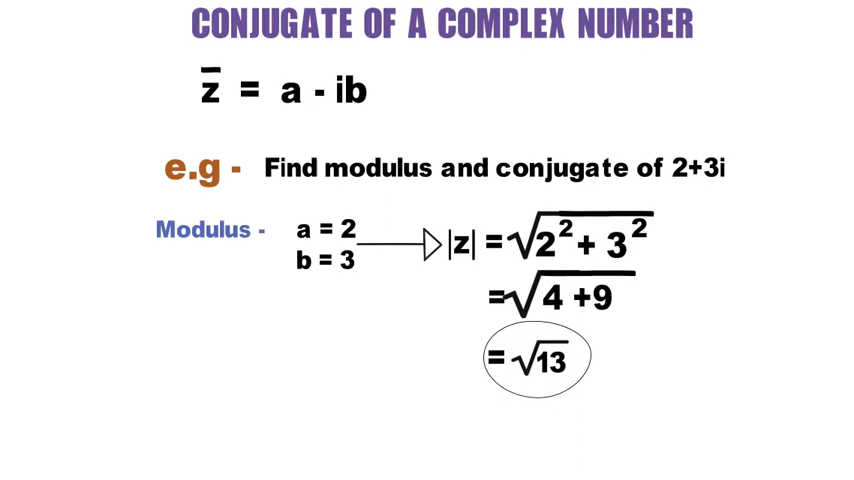 CONJUGATE OF A COMPLEX NUMBER
z̅ = a - ib
e.g - Find modulus and conjugate of 2+3i
Modulus - a = 2 |z| = √2² + 3²
b = 3
= √4 +9
= √13